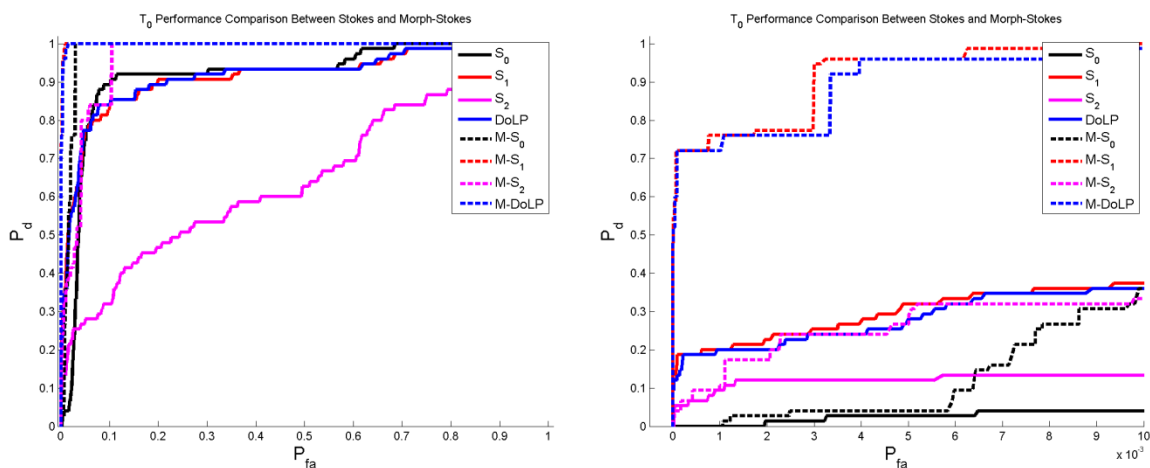 T0 Performance Comparison Between Stokes and Morph-Stokes
1
0.9
0.8
0.7
0.6
0.5
0.4
0.3
0.2
0.1
0
Pd
S0
S1
S2
DoLP
M-S0
M-S1
M-S2
M-DoLP
0 0.1 0.2 0.3 0.4 0.5 0.6 0.7 0.8 0.9 1
Pfa
T0 Performance Comparison Between Stokes and Morph-Stokes
1
0.9
0.8
0.7
0.6
0.5
0.4
0.3
0.2
0.1
0
Pd
S0
S1
S2
DoLP
M-S0
M-S1
M-S2
M-DoLP
0 1 2 3 4 5 6 7 8 9 10
x 10-3
Pfa